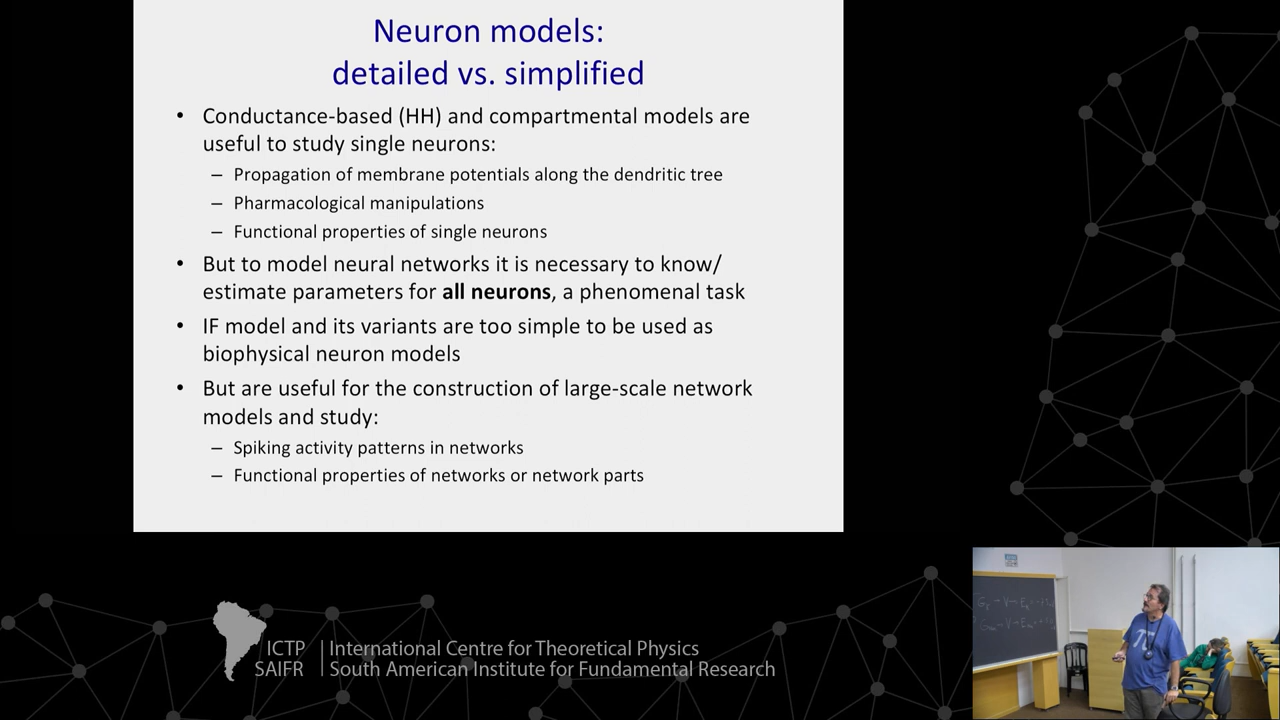 Neuron models:
detailed vs. simplified
• Conductance-based (HH) and compartmental models are
useful to study single neurons:
– Propagation of membrane potentials along the dendritic tree
– Pharmacological manipulations
– Functional properties of single neurons
• But to model neural networks it is necessary to know/
estimate parameters for all neurons, a phenomenal task
• IF model and its variants are too simple to be used as
biophysical neuron models
• But are useful for the construction of large-scale network
models and study:
– Spiking activity patterns in networks
– Functional properties of networks or network parts
ICTP
SAIFR
International Centre for Theoretical Physics
South American Institute for Fundamental Research